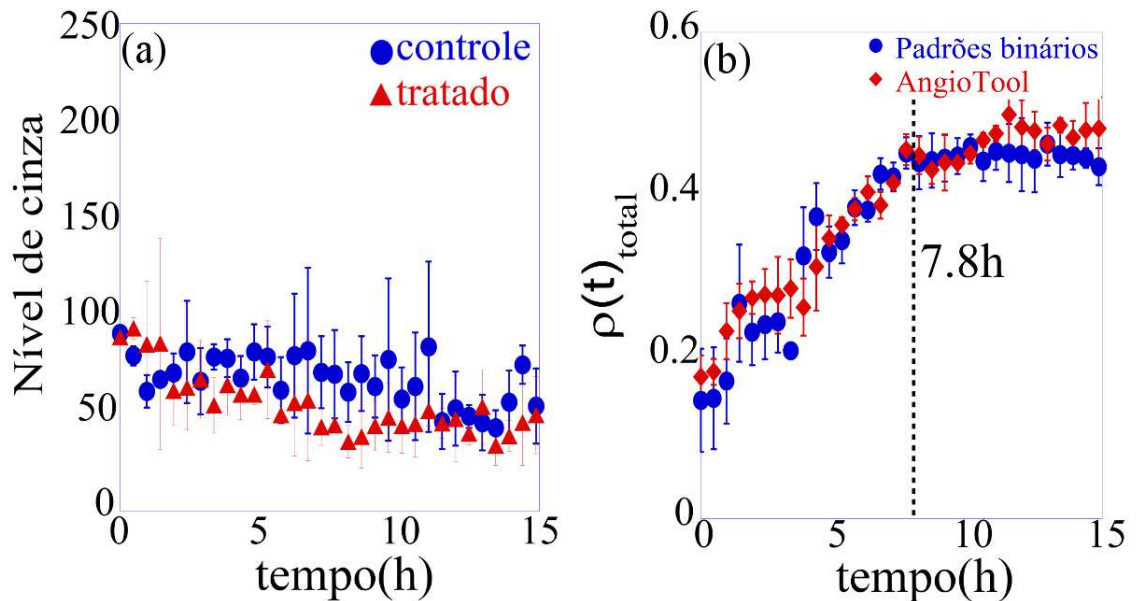 (a)
controle
tratado
Nível de cinza
250
200
150
100
50
0
0 5 10 15
tempo(h)
(b)
Padrões binários
AngioTool
ρ(t)total
0.6
0.4
0.2
0
7.8h
0 5 10 15
tempo(h)